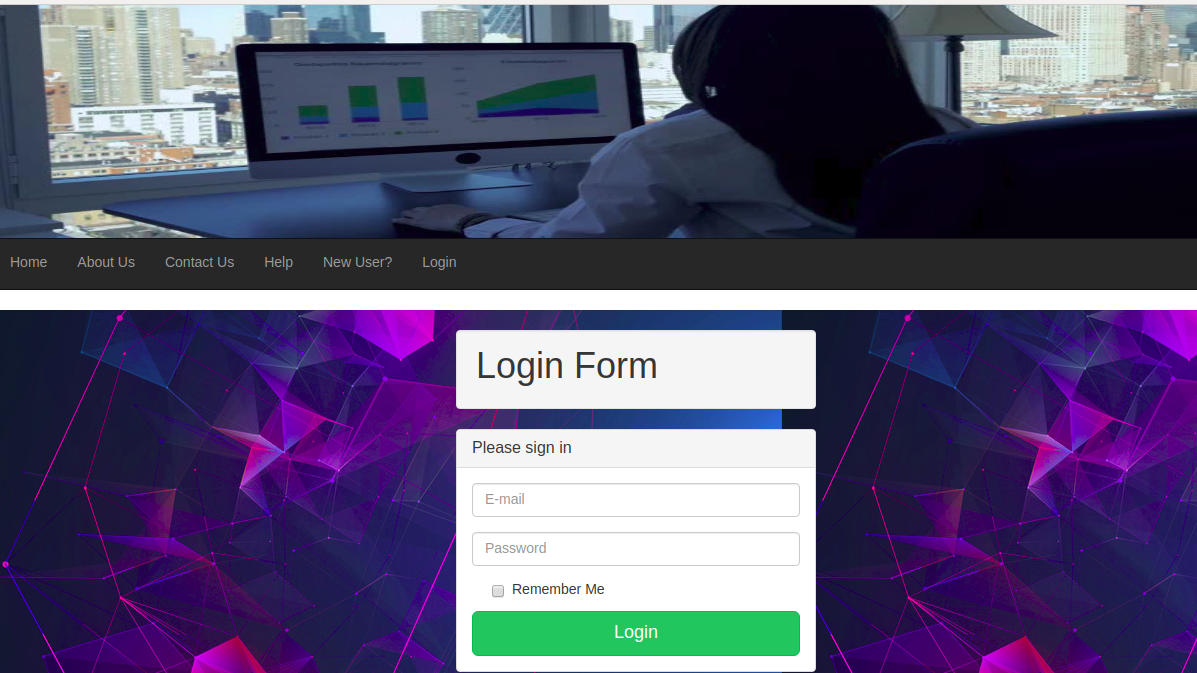 Home
About Us
Contact Us
Help
New User?
Login
Login Form
Please sign in
E-mail
Password
Remember Me
Login